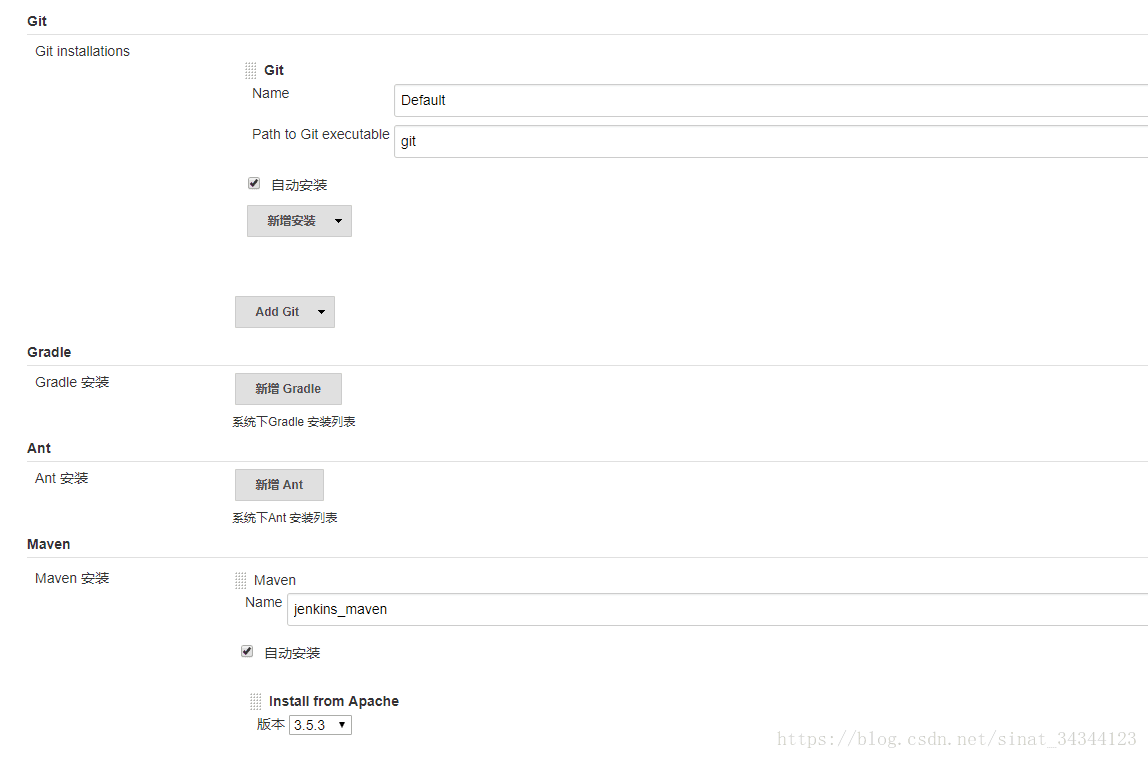 Git
Git installations
Git
Name
Default
Path to Git executable
git
自动安装
新增安装
Add Git
Gradle
Gradle 安装
新增 Gradle
系统下Gradle 安装列表
Ant
Ant 安装
新增 Ant
系统下Ant 安装列表
Maven
Maven 安装
Maven
Name
jenkins_maven
自动安装
Install from Apache
版本 3.5.3
https://blog.csdn.net/sinat_34344123